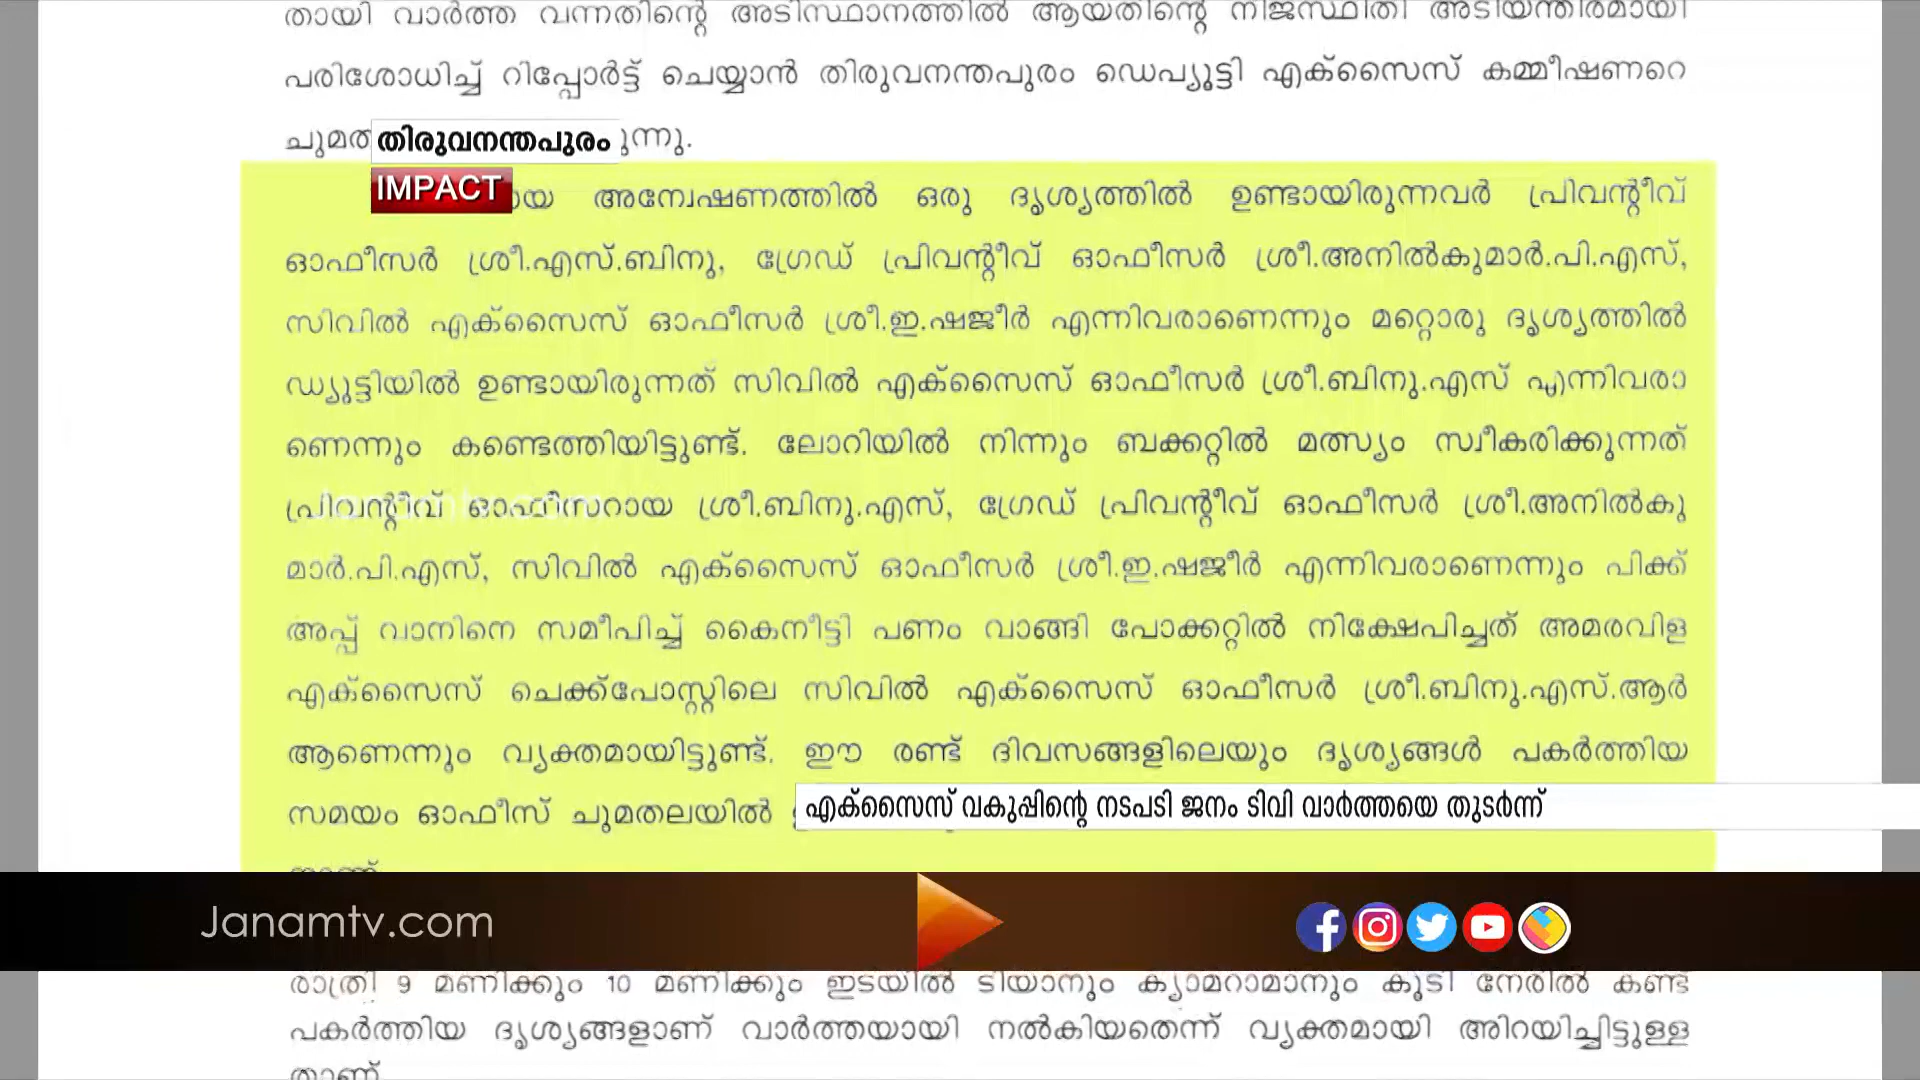 തായി വാർത്ത വന്നതിന്റെ അടിസ്ഥാനത്തിൽ ആയതിന്റെ നിജസ്ഥിതി അടിയന്തിരമായി
പരിശോധിച്ച് റിപ്പോർട്ട് ചെയ്യാൻ തിരുവനന്തപുരം ഡെപ്യൂട്ടി എക്സൈസ് കമ്മീഷണറെ
തിരുവനന്തപുരം
IMPACT
അന്വേഷണത്തിൽ ഒരു ദൃശ്യത്തിൽ ഉണ്ടായിരുന്നവർ പ്രിവന്റീവ്
ഓഫീസർ ശ്രീ.എസ്.ബിനു, ഗ്രേഡ് പ്രിവന്റീവ് ഓഫീസർ ശ്രീ.അനിൽകുമാർ.പി.എസ്,
സിവിൽ എക്സൈസ് ഓഫീസർ ശ്രീ.ഇ.ഷജീർ എന്നിവരാണെന്നും മറ്റൊരു ദൃശ്യത്തിൽ
ഡ്യൂട്ടിയിൽ ഉണ്ടായിരുന്നത് സിവിൽ എക്സൈസ് ഓഫീസർ ശ്രീ.ബിനു.എസ് എന്നിവരാ
ണെന്നും കണ്ടെത്തിയിട്ടുണ്ട്. ലോറിയിൽ നിന്നും ബക്കറ്റിൽ മത്സ്യം സ്വീകരിക്കുന്നത്
പ്രിവന്റീവ് ഓഫീസറായ ശ്രീ.ബിനു.എസ്, ഗ്രേഡ് പ്രിവന്റീവ് ഓഫീസർ ശ്രീ.അനിൽകു
മാർ.പി.എസ്, സിവിൽ എക്സൈസ് ഓഫീസർ ശ്രീ.ഇ.ഷജീർ എന്നിവരാണെന്നും പിക്ക്
അപ്പ് വാനിനെ സമീപിച്ച് കൈനീട്ടി പണം വാങ്ങി പോക്കറ്റിൽ നിക്ഷേപിച്ചത് അമരവിള
എക്സൈസ് ചെക്ക്പോസ്റ്റിലെ സിവിൽ എക്സൈസ് ഓഫീസർ ശ്രീ.ബിനു.എസ്.ആർ
ആണെന്നും വ്യക്തമായിട്ടുണ്ട്. ഈ രണ്ട് ദിവസങ്ങളിലെയും ദൃശ്യങ്ങൾ പകർത്തിയ
സമയം ഓഫീസ് ചുമതലയിൽ
എക്സൈസ് വകുപ്പിന്റെ നടപടി ജനം ടിവി വാർത്തയെ തുടർന്ന്
Janamtv.com
രാത്രി 9 മണിക്കും 10 മണിക്കും ഇടയിൽ ടിയാനും ക്യാമറാമാനും കൂടി നേരിൽ കണ്ട്
പകർത്തിയ ദൃശ്യങ്ങളാണ് വാർത്തയായി നൽകിയതെന്ന് വ്യക്തമായി അറിയിച്ചിട്ടുള്ള
താണ്